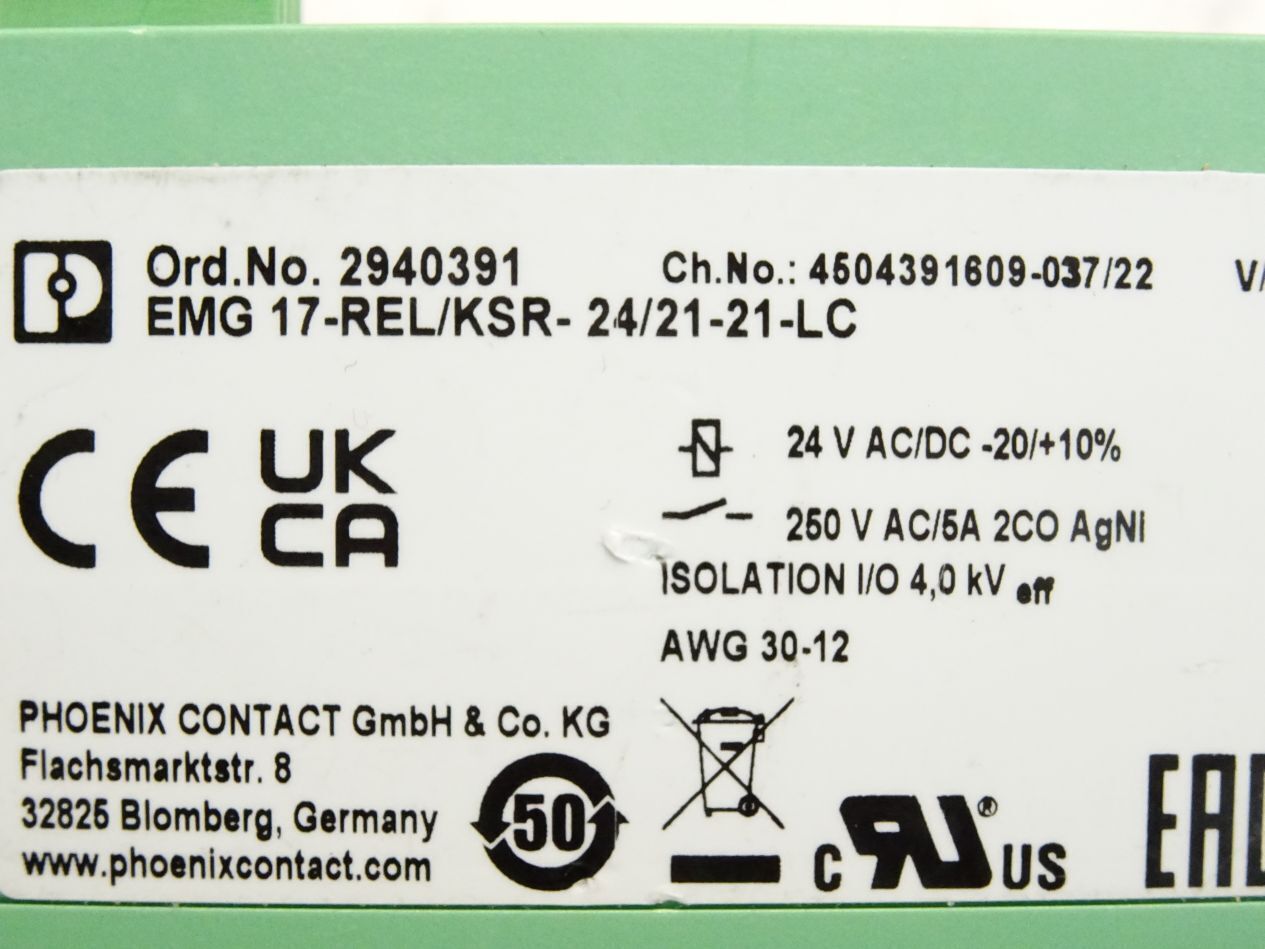 Ord.No. 2940391 Ch.No.: 4504391609-037/22 V/
EMG 17-REL/KSR- 24/21-21-LC
CE UK
CA
24 V AC/DC -20/+10%
250 V AC/5A 2CO AgNi
ISOLATION I/O 4,0 kV eff
AWG 30-12
PHOENIX CONTACT GmbH & Co. KG
Flachsmarktstr. 8
32825 Blomberg, Germany
www.phoenixcontact.com
50
c RU ® US
EAC